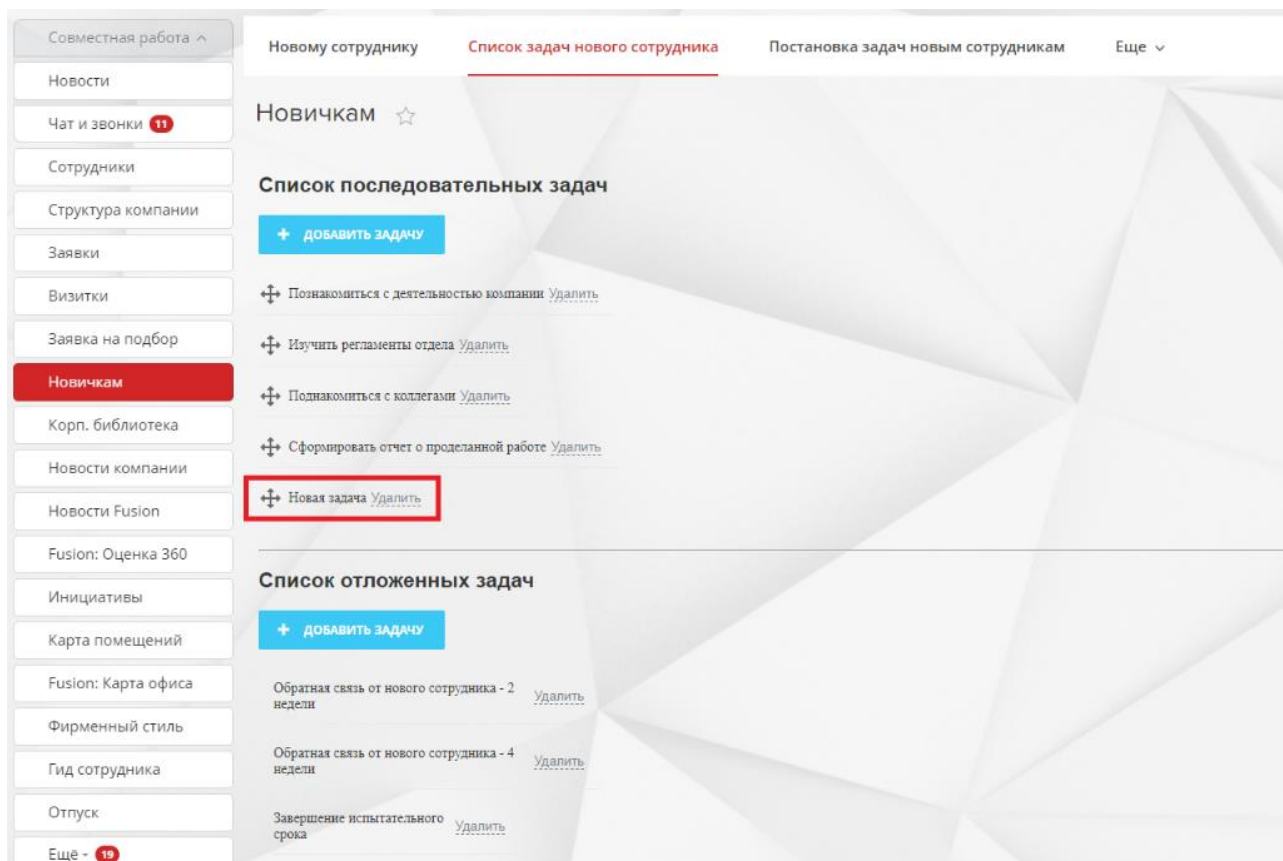 Совместная работа
Новости
Чат и звонки 11
Сотрудники
Структура компании
Заявки
Визитки
Заявка на подбор
Новичкам
Корп. библиотека
Новости компании
Новости Fusion
Fusion: Оценка 360
Инициативы
Карта помещений
Fusion: Карта офиса
Фирменный стиль
Гид сотрудника
Отпуск
Ещё - 19
Новому сотруднику Список задач нового сотрудника Постановка задач новым сотрудникам Еще
Новичкам
Список последовательных задач
+ ДОБАВИТЬ ЗАДАЧУ
Познакомиться с деятельностью компании Удалить
Изучить регламенты отдела Удалить
Поднакомиться с коллегами Удалить
Сформировать отчет о проделанной работе Удалить
Новая задача Удалить
Список отложенных задач
+ ДОБАВИТЬ ЗАДАЧУ
Обратная связь от нового сотрудника - 2
недели Удалить
Обратная связь от нового сотрудника - 4
недели Удалить
Завершение испытательного
срока Удалить